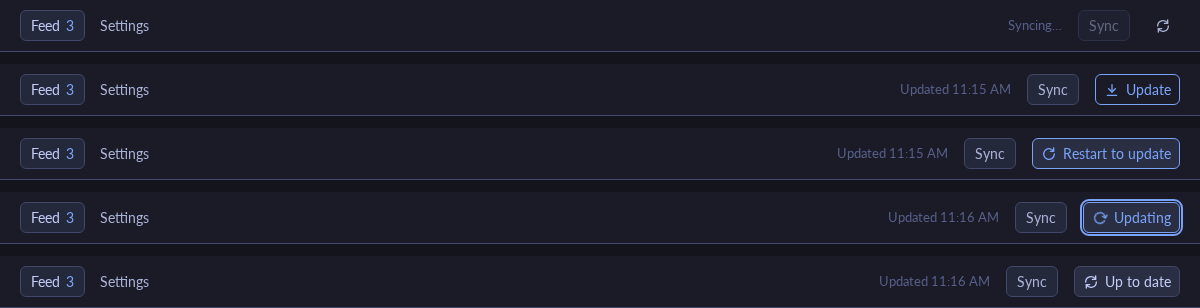 Feed 3 Settings Syncing... Sync
Feed 3 Settings Updated 11:15 AM Sync Update
Feed 3 Settings Updated 11:15 AM Sync Restart to update
Feed 3 Settings Updated 11:16 AM Sync Updating
Feed 3 Settings Updated 11:16 AM Sync Up to date